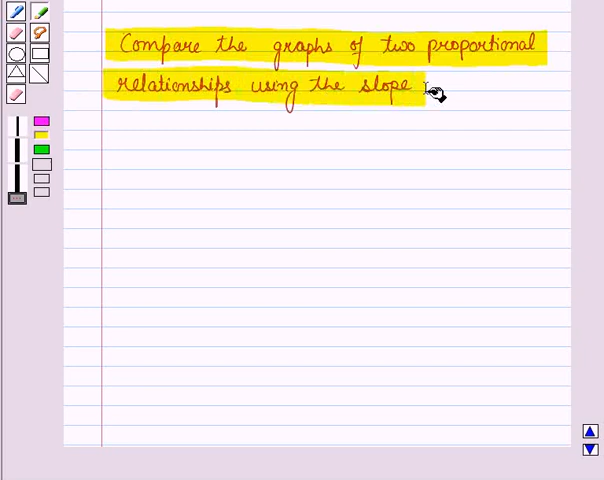 Compare the graphs of two proportional
relationships using the slope